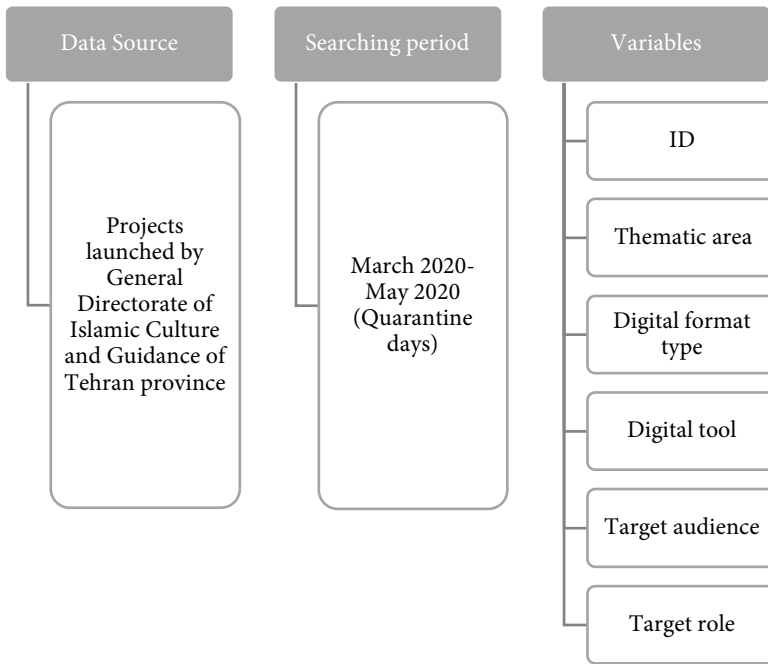 Data Source
Projects
launched by
General
Directorate of
Islamic Culture
and Guidance of
Tehran province
Searching period
March 2020-
May 2020
(Quarantine
days)
Variables
ID
Thematic area
Digital format
type
Digital tool
Target audience
Target role